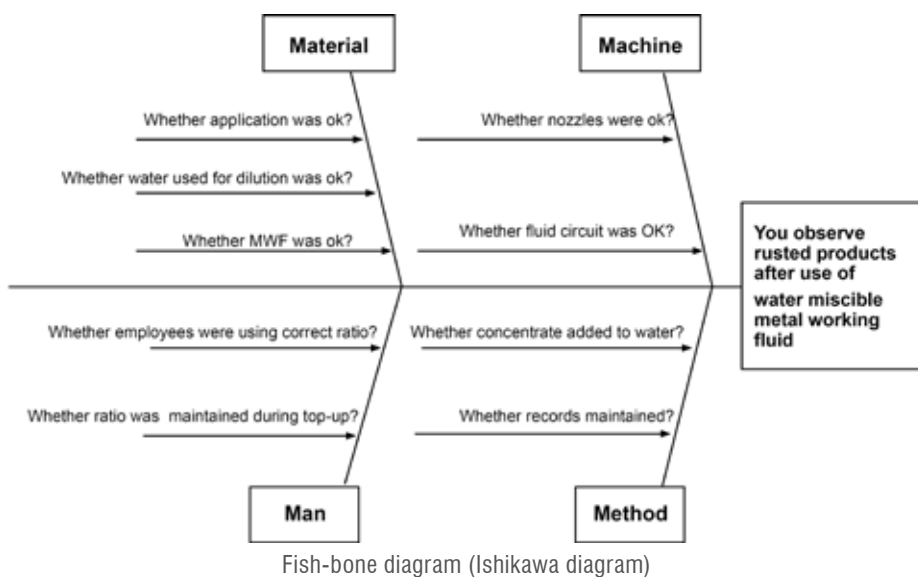 Material
Machine
Whether application was ok?
Whether nozzles were ok?
Whether water used for dilution was ok?
Whether MWF was ok?
Whether fluid circuit was OK?
You observe
rusted products
after use of
water miscible
metal working
fluid
Whether employees were using correct ratio?
Whether concentrate added to water?
Whether ratio was maintained during top-up?
Whether records maintained?
Man
Method
Fish-bone diagram (Ishikawa diagram)